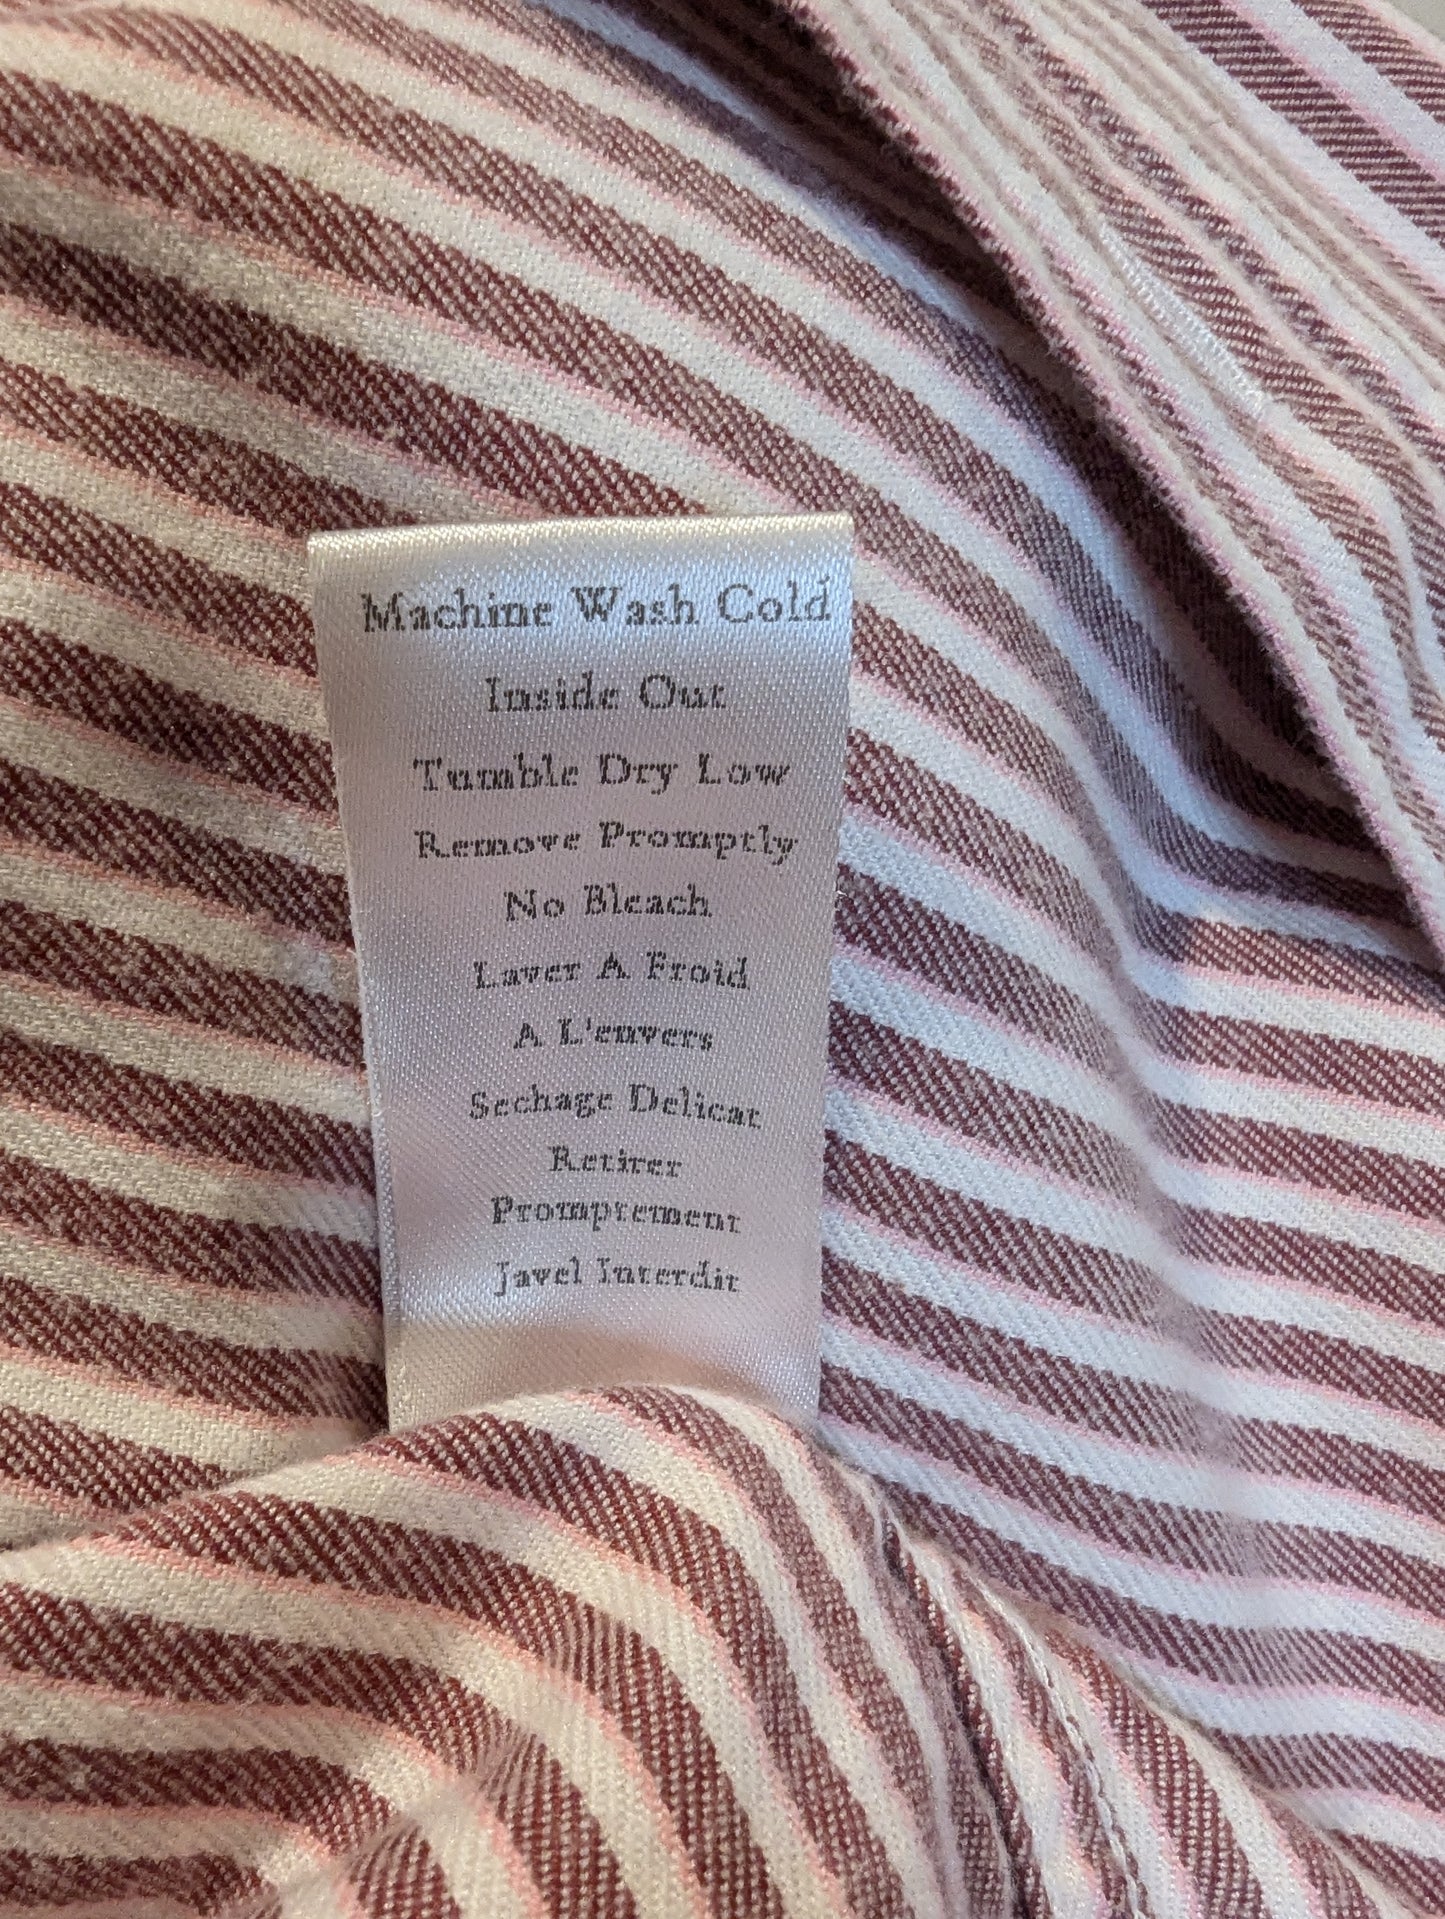 Machine Wash Cold
Inside Out
Tumble Dry Low
Remove Promptly
No Bleach
Laver A Froid
A L'envers
Sechage Delicat
Retirer
Promptement
Javel Interdit